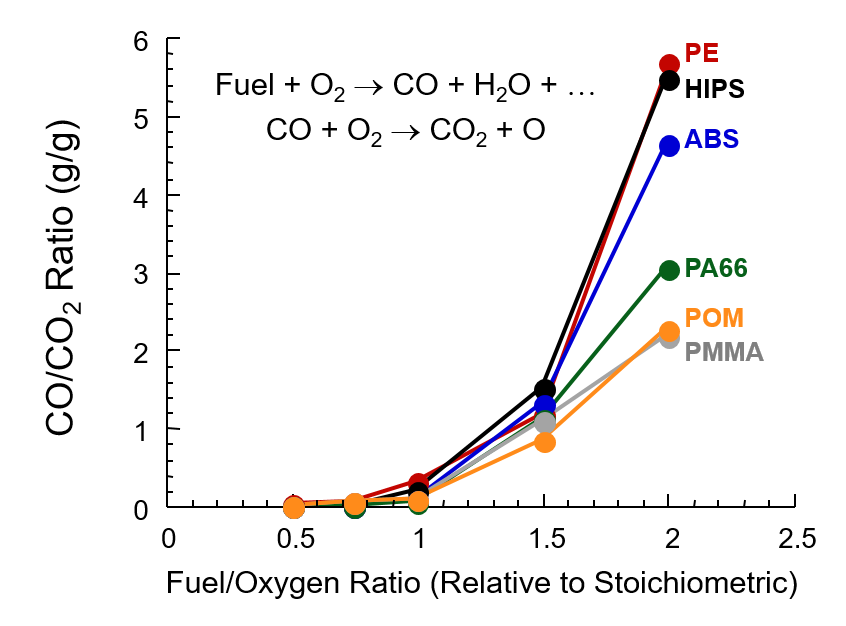 6
5
4
3
2
1
0
CO/CO₂ Ratio (g/g)
Fuel + O₂ → CO + H₂O + …
CO + O₂ → CO₂ + O
PE
HIPS
ABS
PA66
POM
PMMA
0 0.5 1 1.5 2 2.5
Fuel/Oxygen Ratio (Relative to Stoichiometric)